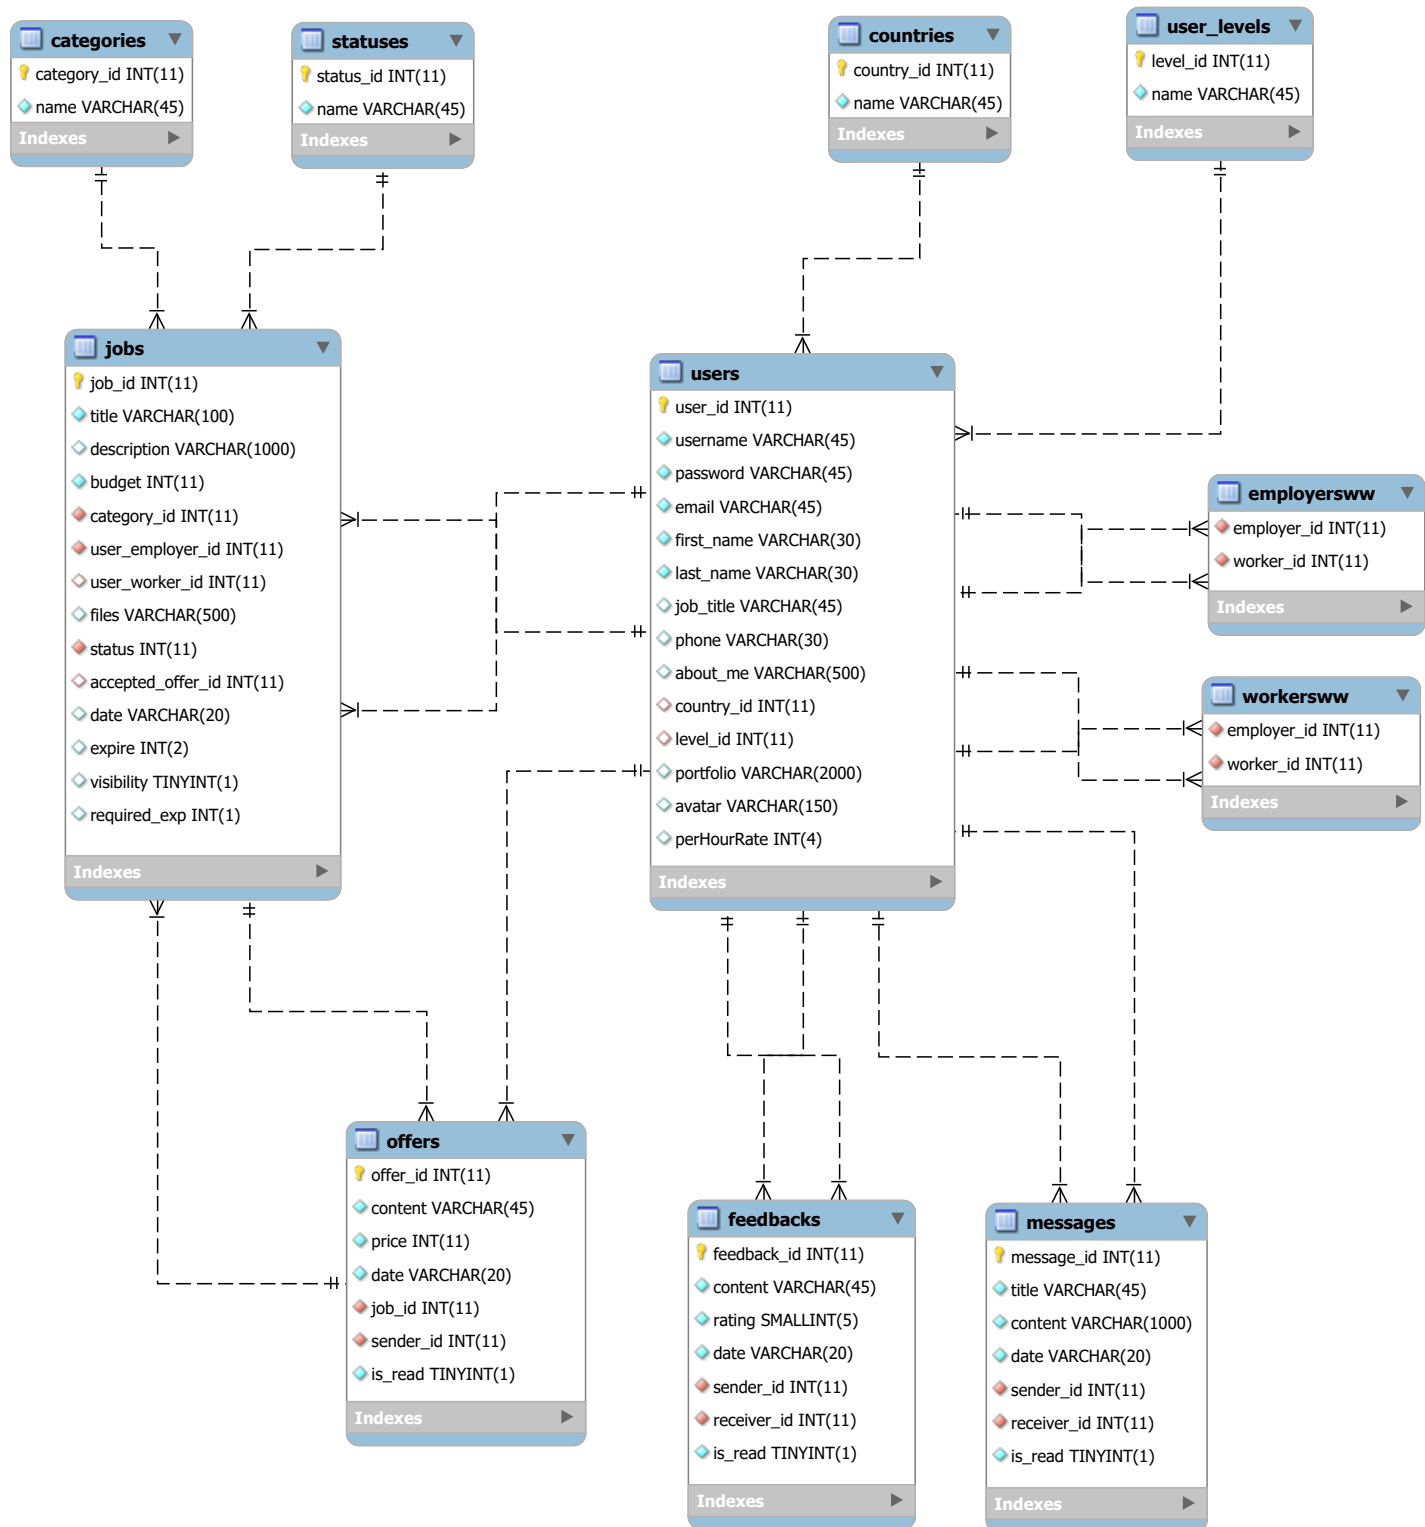 categories
category_id INT(11)
name VARCHAR(45)
Indexes
statuses
status_id INT(11)
name VARCHAR(45)
Indexes
countries
country_id INT(11)
name VARCHAR(45)
Indexes
user_levels
level_id INT(11)
name VARCHAR(45)
Indexes
jobs
job_id INT(11)
title VARCHAR(100)
description VARCHAR(1000)
budget INT(11)
category_id INT(11)
user_employer_id INT(11)
user_worker_id INT(11)
files VARCHAR(500)
status INT(11)
accepted_offer_id INT(11)
date VARCHAR(20)
expire INT(2)
visibility TINYINT(1)
required_exp INT(1)
Indexes
users
user_id INT(11)
username VARCHAR(45)
password VARCHAR(45)
email VARCHAR(45)
first_name VARCHAR(30)
last_name VARCHAR(30)
job_title VARCHAR(45)
phone VARCHAR(30)
about_me VARCHAR(500)
country_id INT(11)
level_id INT(11)
portfolio VARCHAR(2000)
avatar VARCHAR(150)
perHourRate INT(4)
Indexes
employersww
employer_id INT(11)
worker_id INT(11)
Indexes
workersww
employer_id INT(11)
worker_id INT(11)
Indexes
offers
offer_id INT(11)
content VARCHAR(45)
price INT(11)
date VARCHAR(20)
job_id INT(11)
sender_id INT(11)
is_read TINYINT(1)
Indexes
feedbacks
feedback_id INT(11)
content VARCHAR(45)
rating SMALLINT(5)
date VARCHAR(20)
sender_id INT(11)
receiver_id INT(11)
is_read TINYINT(1)
Indexes
messages
message_id INT(11)
title VARCHAR(45)
content VARCHAR(1000)
date VARCHAR(20)
sender_id INT(11)
receiver_id INT(11)
is_read TINYINT(1)
Indexes